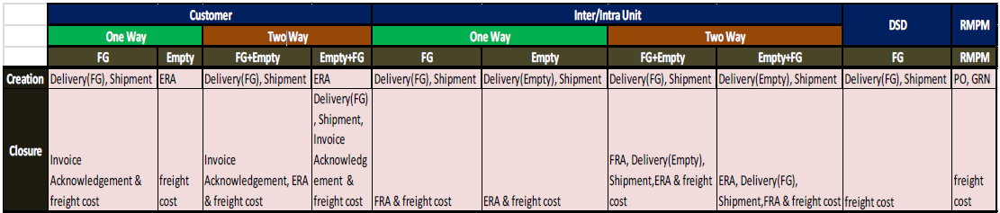 Customer
Inter/Intra Unit
DSD
RMPM
One Way
Two Way
One Way
Two Way
FG
Empty
FG+Empty
Empty+FG
FG
Empty
FG+Empty
Empty+FG
FG
RMPM
Creation
Delivery(FG), Shipment
ERA
Delivery(FG), Shipment
ERA
Delivery(FG), Shipment
Delivery(Empty), Shipment
Delivery(FG), Shipment
Delivery(Empty), Shipment
Delivery(FG), Shipment
PO, GRN
Closure
Invoice
Acknowledgement &
freight cost
freight
cost
Invoice
Acknowledgement, ERA
& freight cost
Delivery(FG)
, Shipment,
Invoice
Acknowledg
ement &
freight cost
FRA & freight cost
ERA & freight cost
FRA, Delivery(Empty),
Shipment,ERA & freight
cost
ERA, Delivery(FG),
Shipment,FRA & freight cost
freight cost
freight
cost